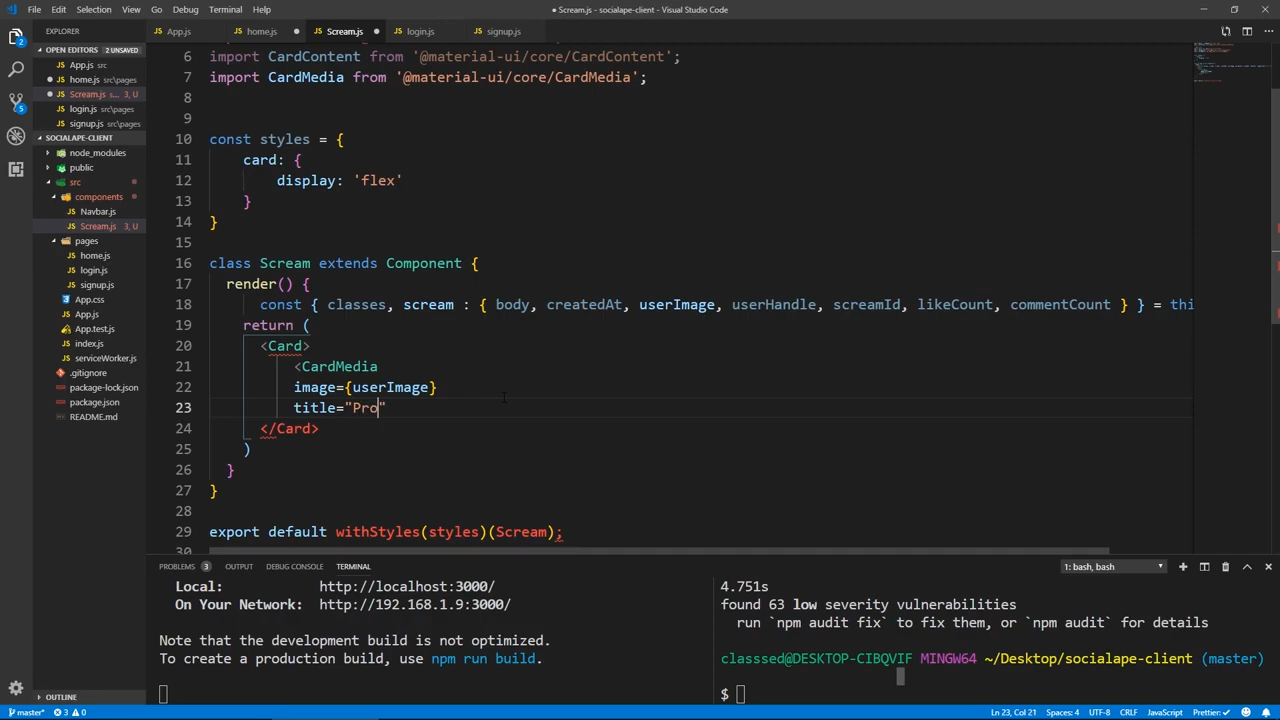 File Edit Selection View Go Debug Terminal Help
● Scream.js - socialape-client - Visual Studio Code
EXPLORER
App.js
home.js
Scream.js
login.js
signup.js
OPEN EDITORS 2 UNSAVED
App.js src
home.js src\pages
Scream.js s... 3, U
login.js src\pages
signup.js src\pages
SOCIALAPE-CLIENT
node_modules
public
src
components
Navbar.js
Scream.js 3, U
pages
home.js
login.js
signup.js
App.css
App.js
App.test.js
index.js
serviceWorker.js
.gitignore
package-lock.json
package.json
README.md
OUTLINE
2
5
6 import CardContent from '@material-ui/core/CardContent';
7 import CardMedia from '@material-ui/core/CardMedia';
8
9
10 const styles = {
11 card: {
12 display: 'flex'
13 }
14 }
15
16 class Scream extends Component {
17 render() {
18 const { classes, scream : { body, createdAt, userImage, userHandle, screamId, likeCount, commentCount } } = thi
19 return (
20 <Card>
21 <CardMedia
22 image={userImage}
23 title="Pro"
24 </Card>
25 )
26 }
27 }
28
29 export default withStyles(styles)(Scream);
30
PROBLEMS 3 OUTPUT DEBUG CONSOLE TERMINAL
1: bash, bash
Local: http://localhost:3000/
On Your Network: http://192.168.1.9:3000/
Note that the development build is not optimized.
To create a production build, use npm run build.
4.751s
found 63 low severity vulnerabilities
run `npm audit fix` to fix them, or `npm audit` for details
classsed@DESKTOP-CIBQVIF MINGW64 ~/Desktop/socialape-client (master)
$
master* 3 0
Ln 23, Col 21 Spaces: 4 UTF-8 CRLF JavaScript Prettier: ✓